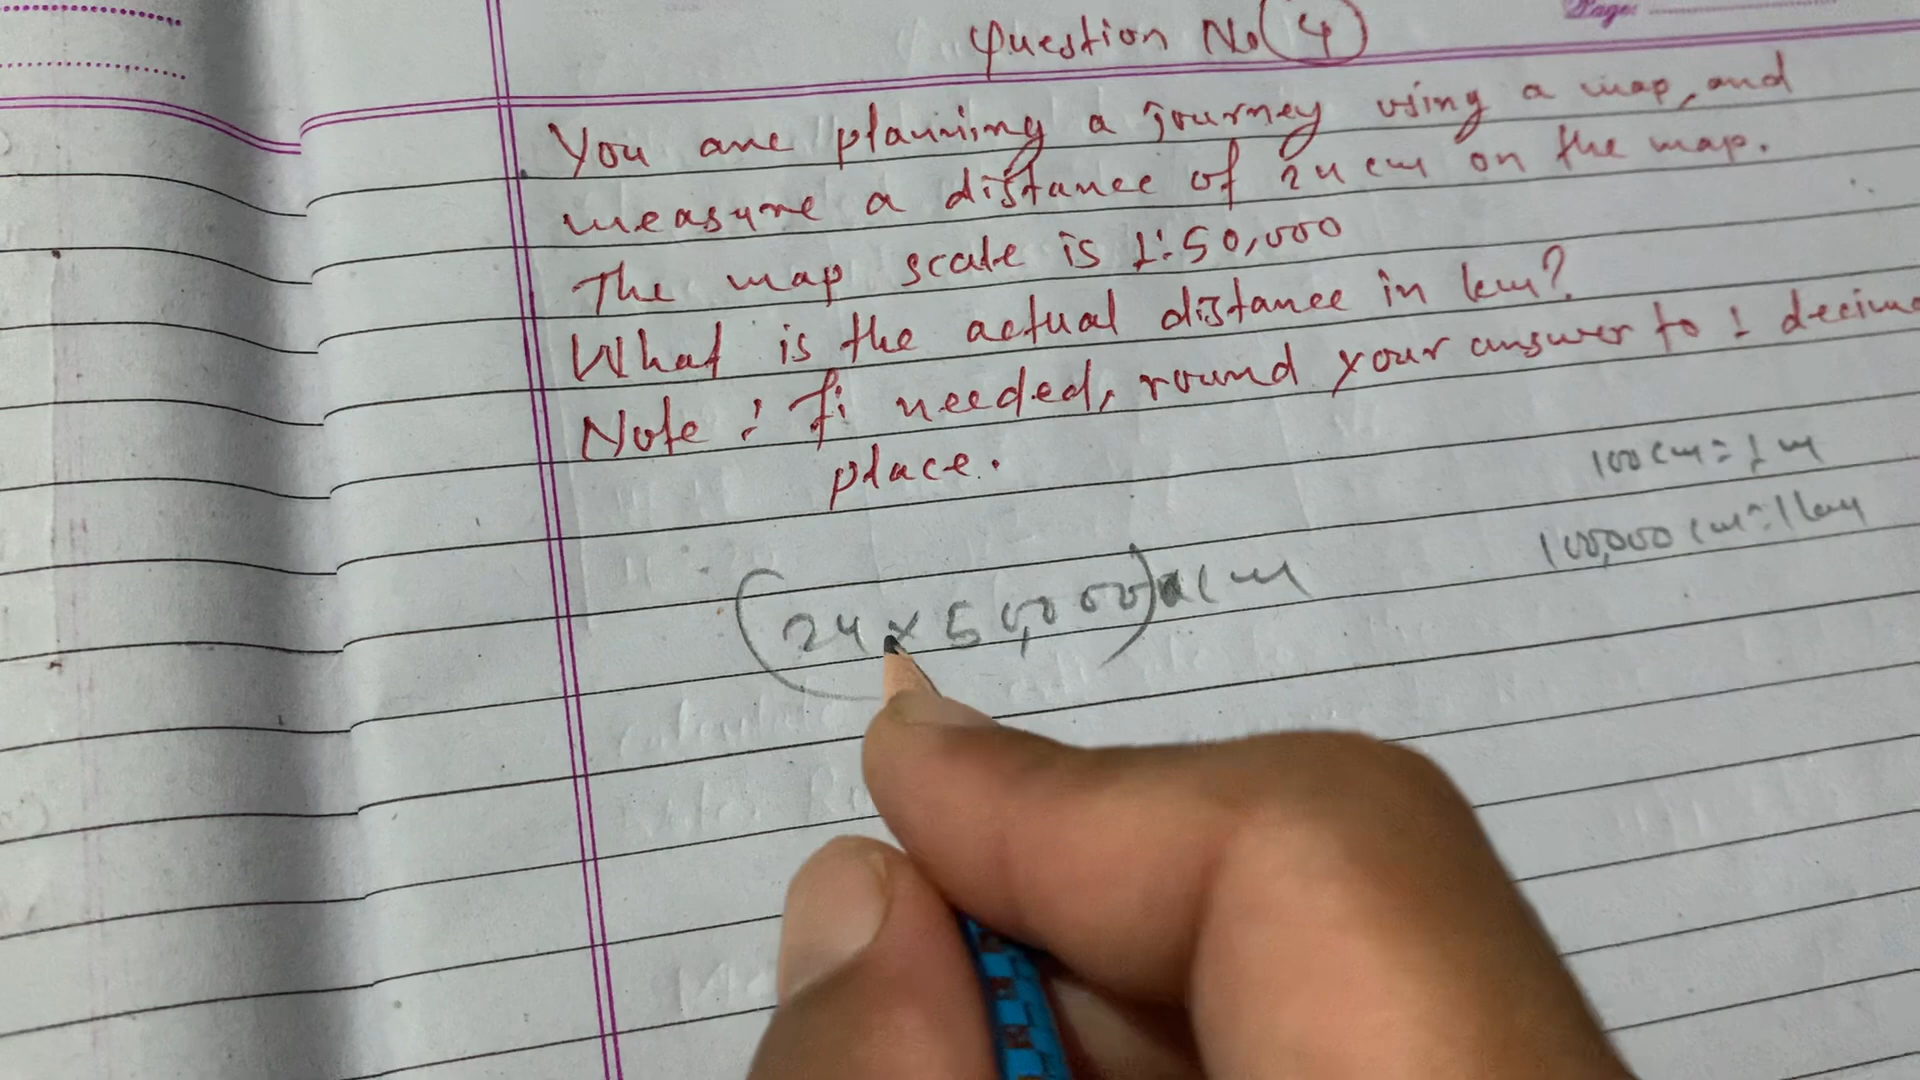 Page:
Question No 4
You are planning a journey using a map, and
measure a distance of 24 cm on the map.
The map scale is 1:50,000
What is the actual distance in km?
Note : If needed, round your answer to 1 decima
place.
100 cm = 1 m
100,000 cm = 1 km
(24 × 50,000) cm